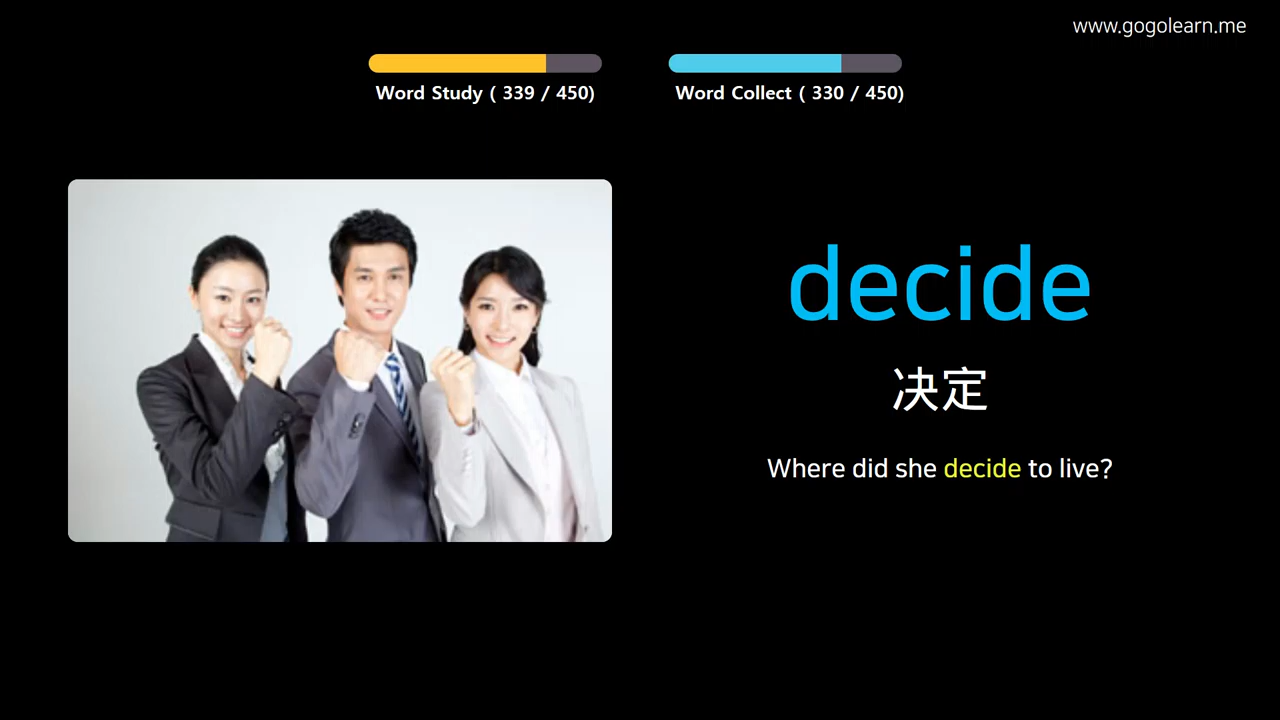 www.gogolearn.me
Word Study ( 339 / 450)
Word Collect ( 330 / 450)
decide
决定
Where did she decide to live?